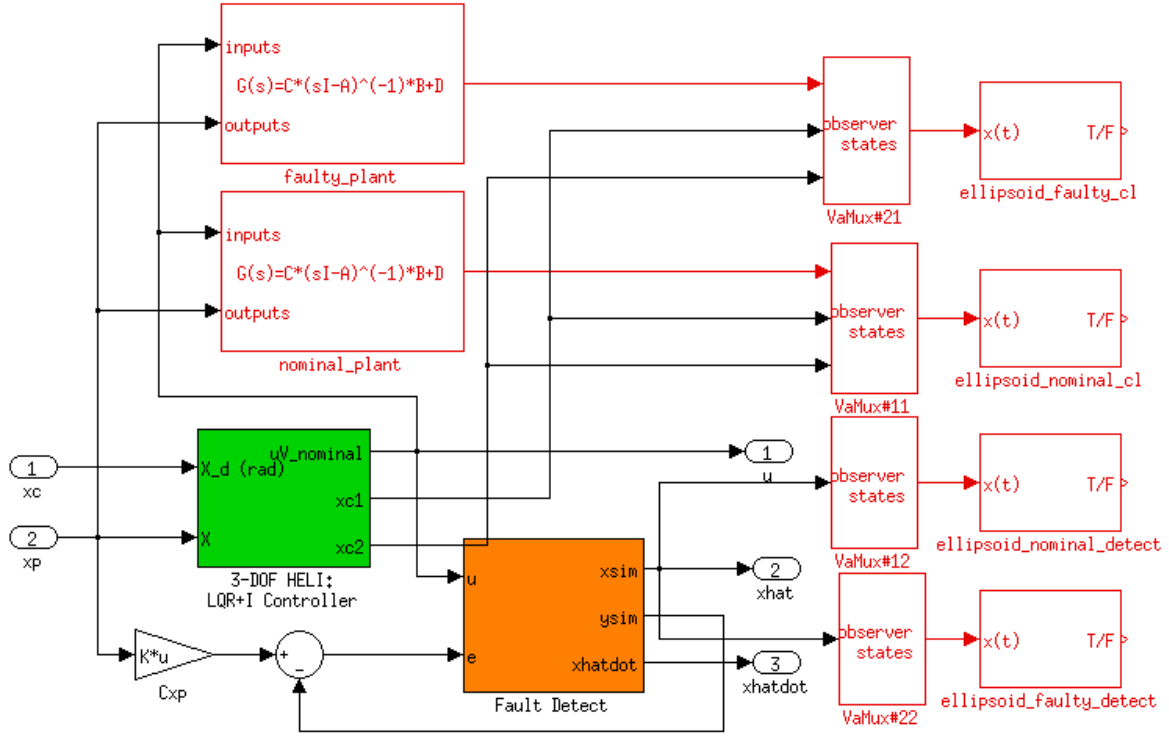 inputs
G(s)=C*(sI-A)^(-1)*B+D
outputs
faulty_plant
observer
states
VaMux#21
x(t)
T/F
ellipsoid_faulty_cl
inputs
G(s)=C*(sI-A)^(-1)*B+D
outputs
nominal_plant
observer
states
VaMux#11
x(t)
T/F
ellipsoid_nominal_cl
1
xc
2
xp
X_d (rad)
X
uV_nominal
xc1
xc2
3-DOF HELI:
LQR+I Controller
1
u
observer
states
VaMux#12
x(t)
T/F
ellipsoid_nominal_detect
K*u
Cxp
+
-
u
e
xsim
ysim
xhatdot
Fault Detect
2
xhat
3
xhatdot
observer
states
VaMux#22
x(t)
T/F
ellipsoid_faulty_detect